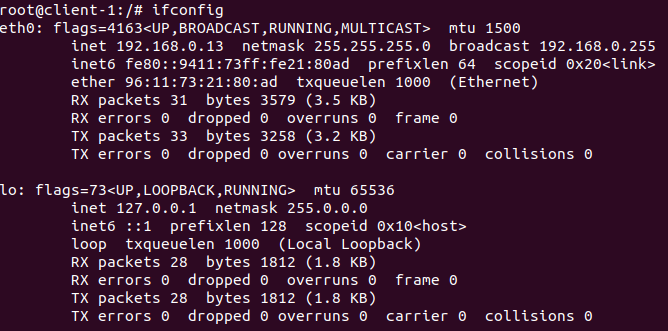 root@client-1:/# ifconfig
eth0: flags=4163<UP,BROADCAST,RUNNING,MULTICAST>  mtu 1500
        inet 192.168.0.13  netmask 255.255.255.0  broadcast 192.168.0.255
        inet6 fe80::9411:73ff:fe21:80ad  prefixlen 64  scopeid 0x20<link>
        ether 96:11:73:21:80:ad  txqueuelen 1000  (Ethernet)
        RX packets 31  bytes 3579 (3.5 KB)
        RX errors 0  dropped 0  overruns 0  frame 0
        TX packets 33  bytes 3258 (3.2 KB)
        TX errors 0  dropped 0 overruns 0  carrier 0  collisions 0

lo: flags=73<UP,LOOPBACK,RUNNING>  mtu 65536
        inet 127.0.0.1  netmask 255.0.0.0
        inet6 ::1  prefixlen 128  scopeid 0x10<host>
        loop  txqueuelen 1000  (Local Loopback)
        RX packets 28  bytes 1812 (1.8 KB)
        RX errors 0  dropped 0  overruns 0  frame 0
        TX packets 28  bytes 1812 (1.8 KB)
        TX errors 0  dropped 0 overruns 0  carrier 0  collisions 0